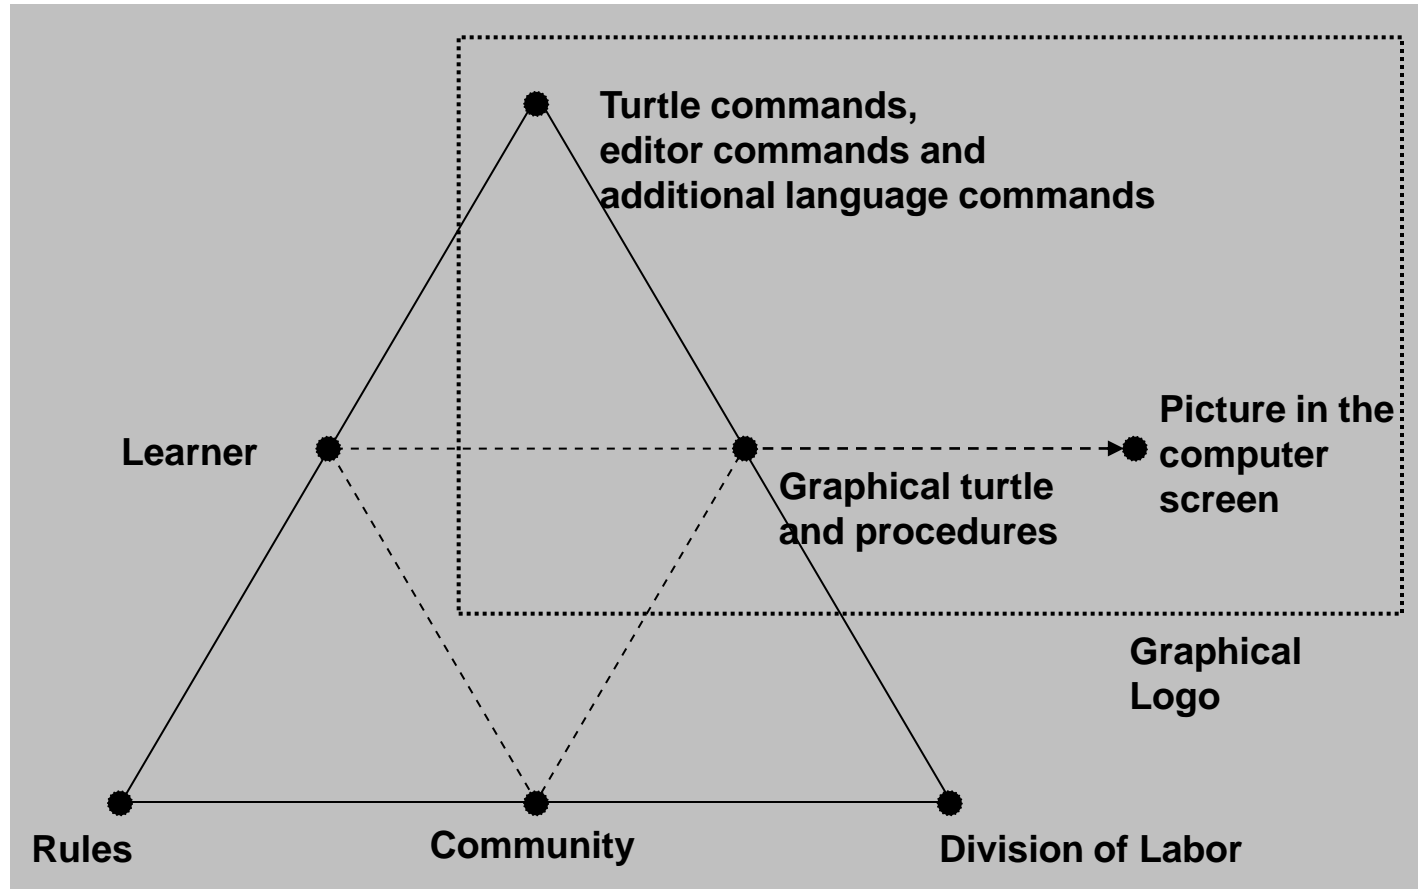 Turtle commands,
editor commands and
additional language commands
Learner
Graphical turtle
and procedures
Picture in the
computer
screen
Graphical
Logo
Rules
Community
Division of Labor